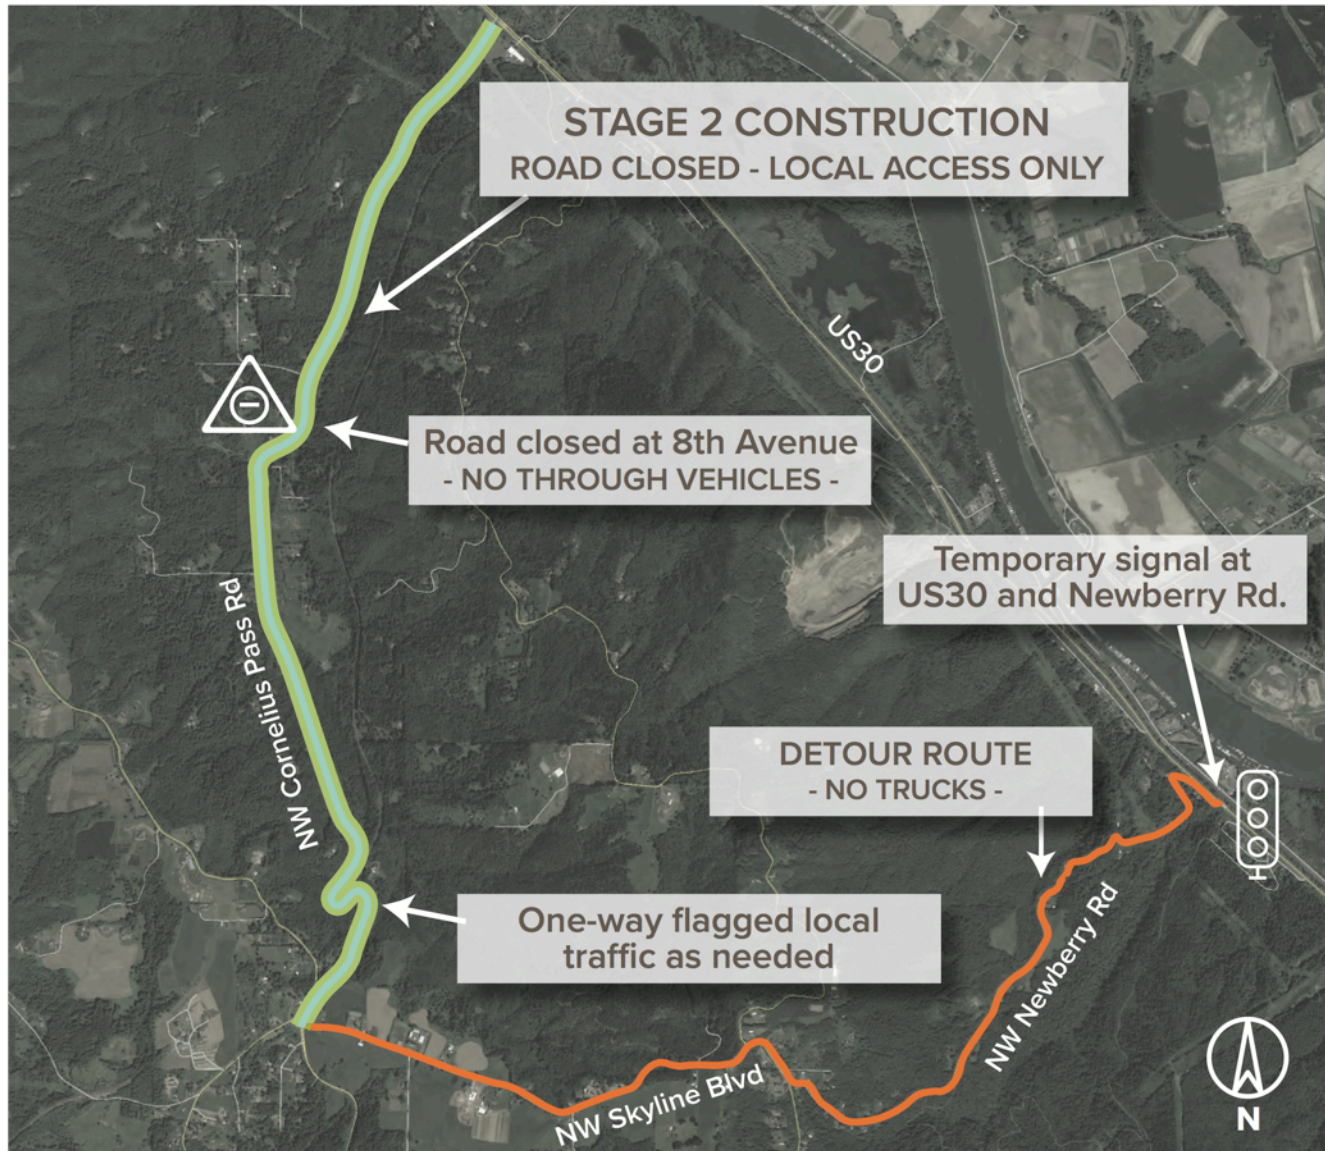 STAGE 2 CONSTRUCTION
ROAD CLOSED - LOCAL ACCESS ONLY
US30
Road closed at 8th Avenue
- NO THROUGH VEHICLES -
Temporary signal at
US30 and Newberry Rd.
NW Cornelius Pass Rd
DETOUR ROUTE
- NO TRUCKS -
One-way flagged local
traffic as needed
NW Newberry Rd
NW Skyline Blvd
N